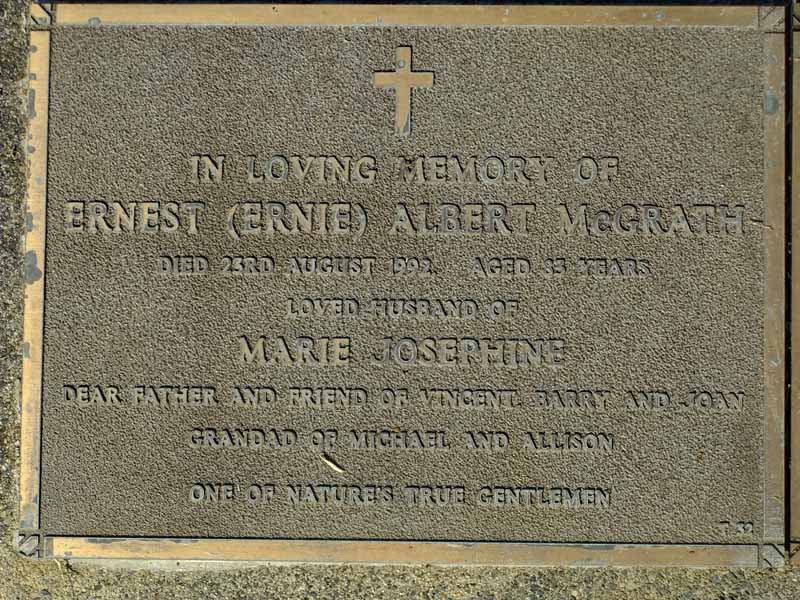 IN LOVING MEMORY OF
ERNEST (ERNIE) ALBERT McGRATH
DIED 23RD AUGUST 1992. AGED 83 YEARS
LOVED HUSBAND OF
MARIE JOSEPHINE
DEAR FATHER AND FRIEND OF VINCENT, BARRY AND JOAN
GRANDAD OF MICHAEL AND ALLISON
ONE OF NATURE'S TRUE GENTLEMEN
T 32